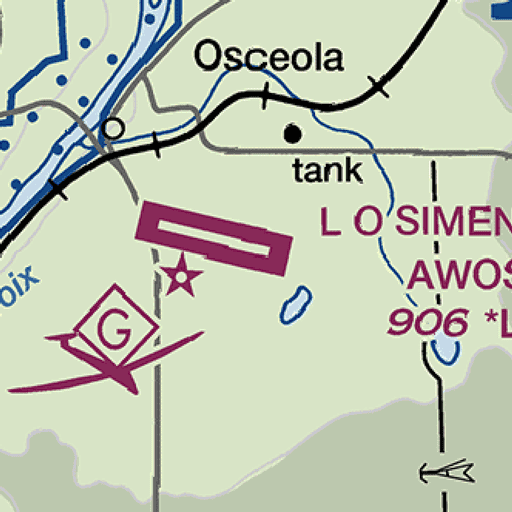 Osceola
tank
L O SIMEN
AWOS
906 *L
oix
G